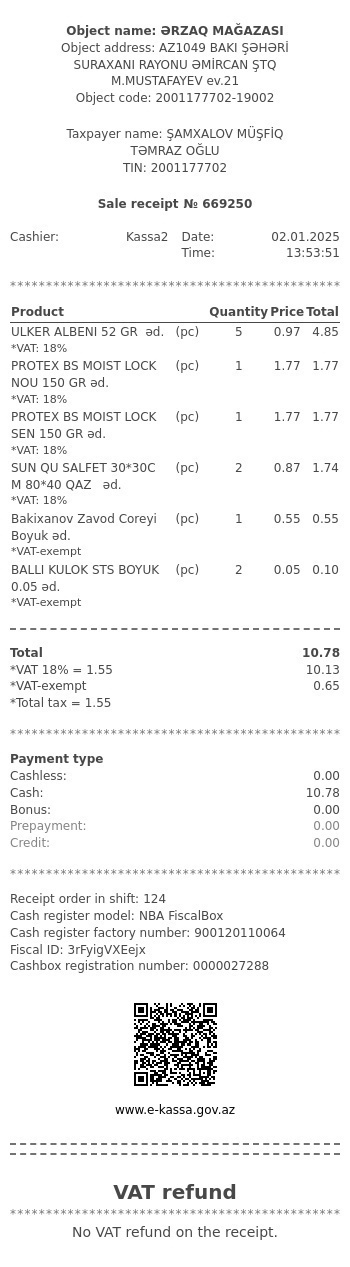 Object name: ƏRZAQ MAĞAZASI
Object address: AZ1049 BAKI ŞƏHƏRİ
SURAXANI RAYONU ƏMİRCAN ŞTQ
M.MUSTAFAYEV ev.21
Object code: 2001177702-19002
Taxpayer name: ŞAMXALOV MÜŞFİQ
TƏMRAZ OĞLU
TIN: 2001177702
Sale receipt № 669250
Cashier: Kassa2 Date: 02.01.2025
Time: 13:53:51
**********************************************
Product Quantity Price Total
ULKER ALBENI 52 GR əd. (pc) 5 0.97 4.85
*VAT: 18%
PROTEX BS MOIST LOCK (pc) 1 1.77 1.77
NOU 150 GR əd.
*VAT: 18%
PROTEX BS MOIST LOCK (pc) 1 1.77 1.77
SEN 150 GR əd.
*VAT: 18%
SUN QU SALFET 30*30C (pc) 2 0.87 1.74
M 80*40 QAZ əd.
*VAT: 18%
Bakixanov Zavod Coreyi (pc) 1 0.55 0.55
Boyuk əd.
*VAT-exempt
BALLI KULOK STS BOYUK (pc) 2 0.05 0.10
0.05 əd.
*VAT-exempt
Total 10.78
*VAT 18% = 1.55 10.13
*VAT-exempt 0.65
*Total tax = 1.55
**********************************************
Payment type
Cashless: 0.00
Cash: 10.78
Bonus: 0.00
Prepayment: 0.00
Credit: 0.00
**********************************************
Receipt order in shift: 124
Cash register model: NBA FiscalBox
Cash register factory number: 900120110064
Fiscal ID: 3rFyigVXEejx
Cashbox registration number: 0000027288
www.e-kassa.gov.az
VAT refund
**********************************************
No VAT refund on the receipt.